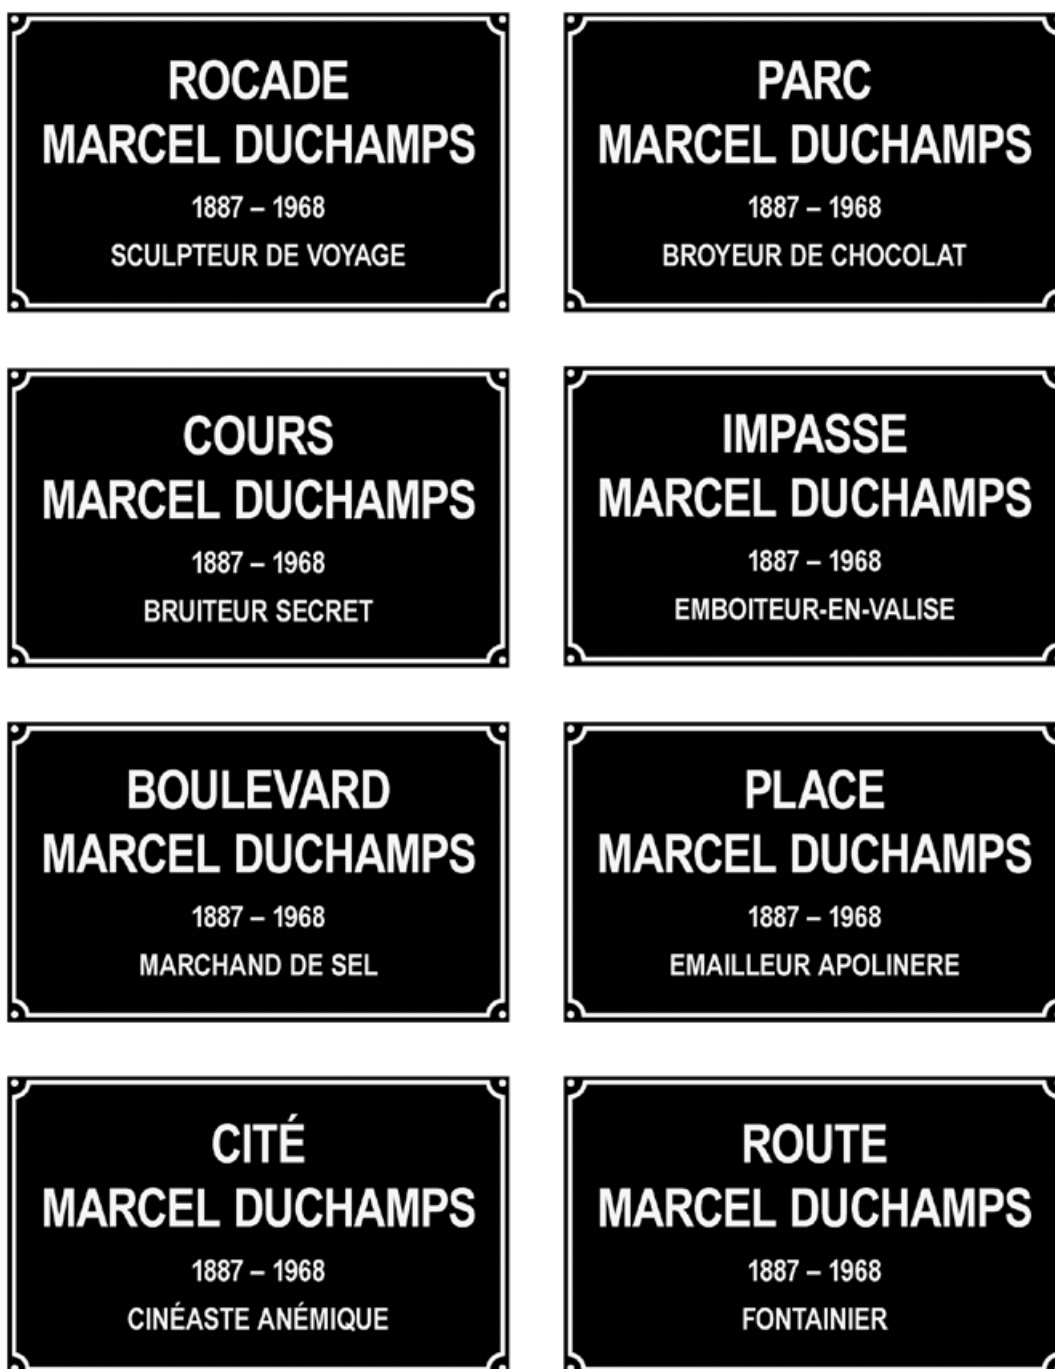 ROCADE
MARCEL DUCHAMPS
1887 – 1968
SCULPTEUR DE VOYAGE
PARC
MARCEL DUCHAMPS
1887 – 1968
BROYEUR DE CHOCOLAT
COURS
MARCEL DUCHAMPS
1887 – 1968
BRUITEUR SECRET
IMPASSE
MARCEL DUCHAMPS
1887 – 1968
EMBOITEUR-EN-VALISE
BOULEVARD
MARCEL DUCHAMPS
1887 – 1968
MARCHAND DE SEL
PLACE
MARCEL DUCHAMPS
1887 – 1968
EMAILLEUR APOLINERE
CITÉ
MARCEL DUCHAMPS
1887 – 1968
CINÉASTE ANÉMIQUE
ROUTE
MARCEL DUCHAMPS
1887 – 1968
FONTAINIER